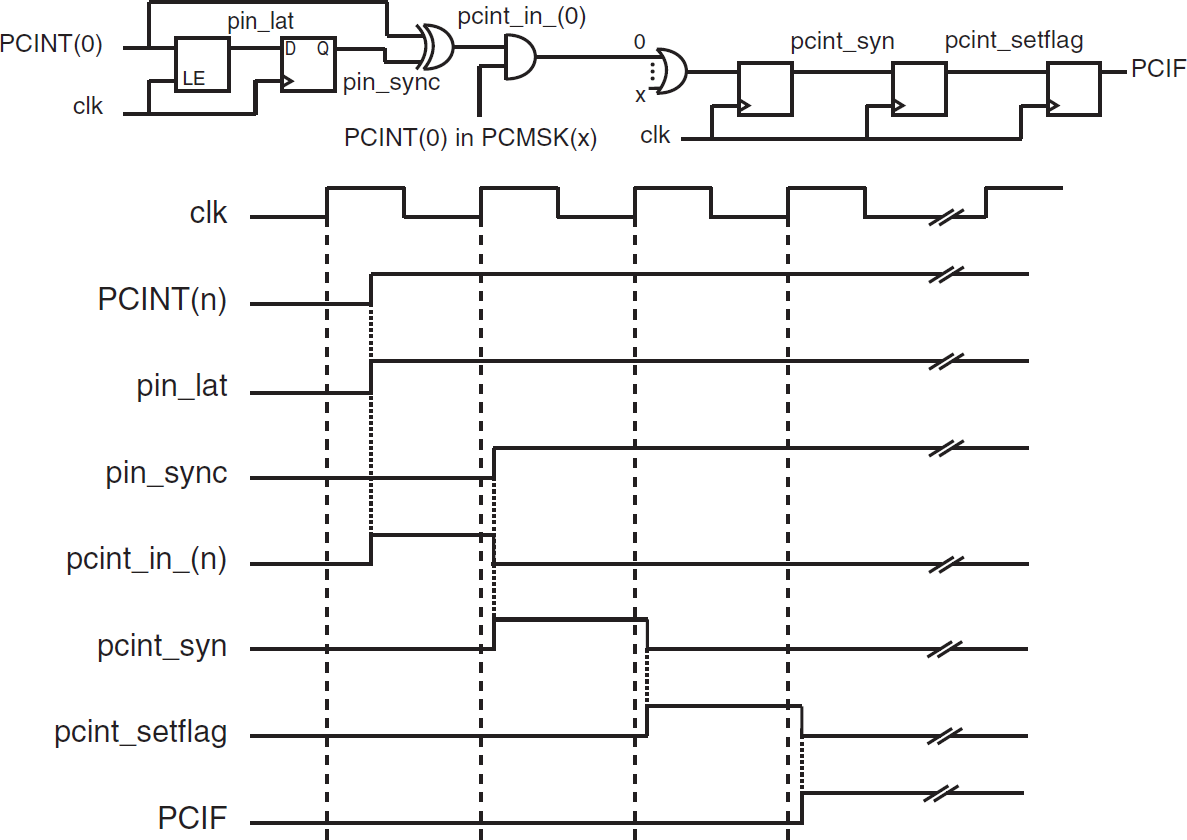 pin_lat
pcint_in_(0)
PCINT(0)
D
Q
LE
pin_sync
clk
PCINT(0) in PCMSK(x)
0
x
pcint_syn
pcint_setflag
PCIF
clk
clk
PCINT(n)
pin_lat
pin_sync
pcint_in_(n)
pcint_syn
pcint_setflag
PCIF